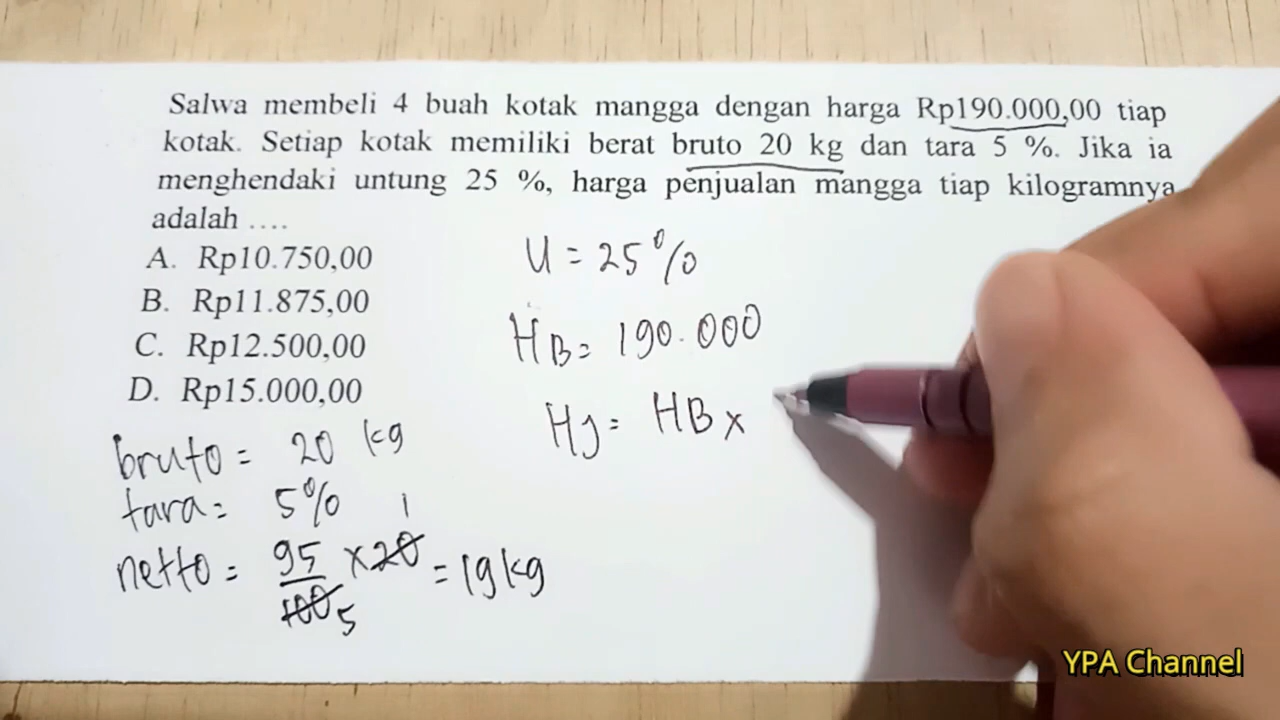 Salwa membeli 4 buah kotak mangga dengan harga Rp190.000,00 tiap
kotak. Setiap kotak memiliki berat bruto 20 kg dan tara 5 %. Jika ia
menghendaki untung 25 %, harga penjualan mangga tiap kilogramnya
adalah ....
A. Rp10.750,00
B. Rp11.875,00
C. Rp12.500,00
D. Rp15.000,00
bruto = 20 kg
tara = 5%
netto = 95/100 x 20 = 19 kg
1
5
U = 25%
HB = 190.000
HJ = HB x
YPA Channel